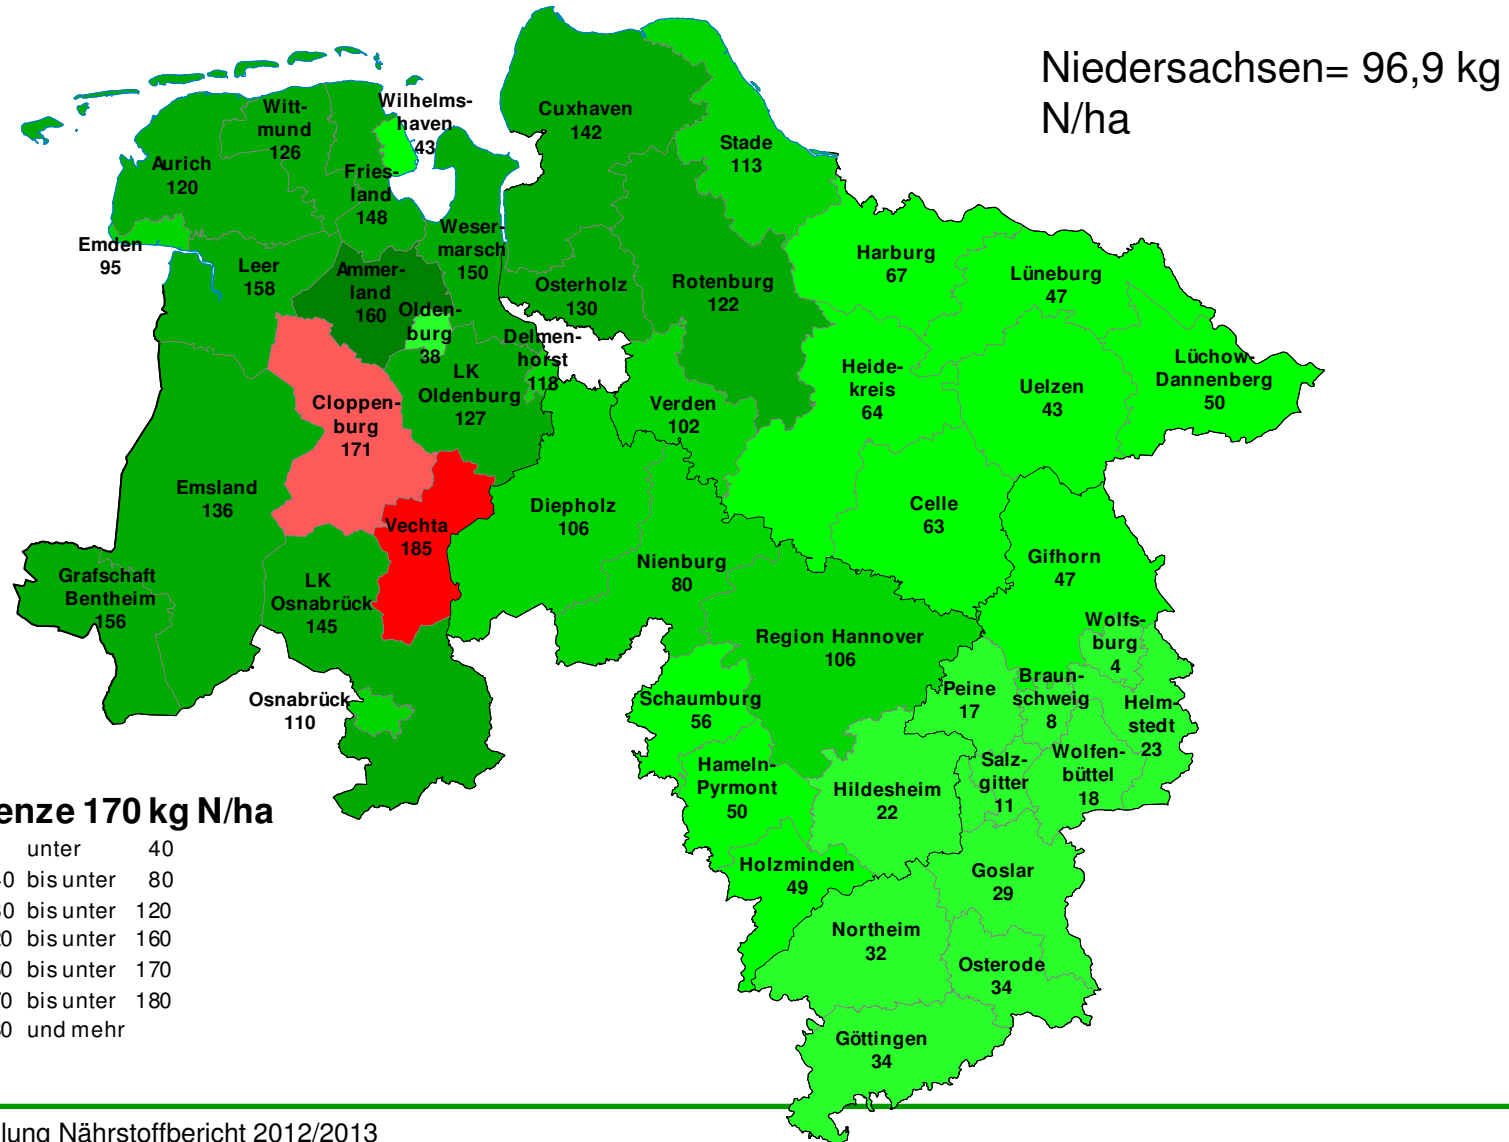 Niedersachsen= 96,9 kg
N/ha
Witt-
mund
126
Wilhelms-
haven
43
Cuxhaven
142
Stade
113
Aurich
120
Fries-
land
148
Weser-
marsch
150
Emden
95
Leer
158
Ammer-
land
160
Olden-
burg
38
Osterholz
130
Rotenburg
122
Harburg
67
Lüneburg
47
Delmen-
horst
118
LK
Oldenburg
127
Cloppen-
burg
171
Verden
102
Heide-
kreis
64
Uelzen
43
Lüchow-
Dannenberg
50
Emsland
136
Vechta
185
Diepholz
106
Nienburg
80
Celle
63
Gifhorn
47
Grafschaft
Bentheim
156
LK
Osnabrück
145
Region Hannover
106
Wolfs-
burg
4
Osnabrück
110
Schaumburg
56
Peine
17
Braun-
schweig
8
Helm-
stedt
23
Hameln-
Pyrmont
50
Hildesheim
22
Salz-
gitter
11
Wolfen-
büttel
18
Holzminden
49
Goslar
29
Northeim
32
Osterode
34
Göttingen
34
enze 170 kg N/ha
unter 40
0 bis unter 80
0 bis unter 120
0 bis unter 160
0 bis unter 170
0 bis unter 180
0 und mehr
lung Nährstoffbericht 2012/2013